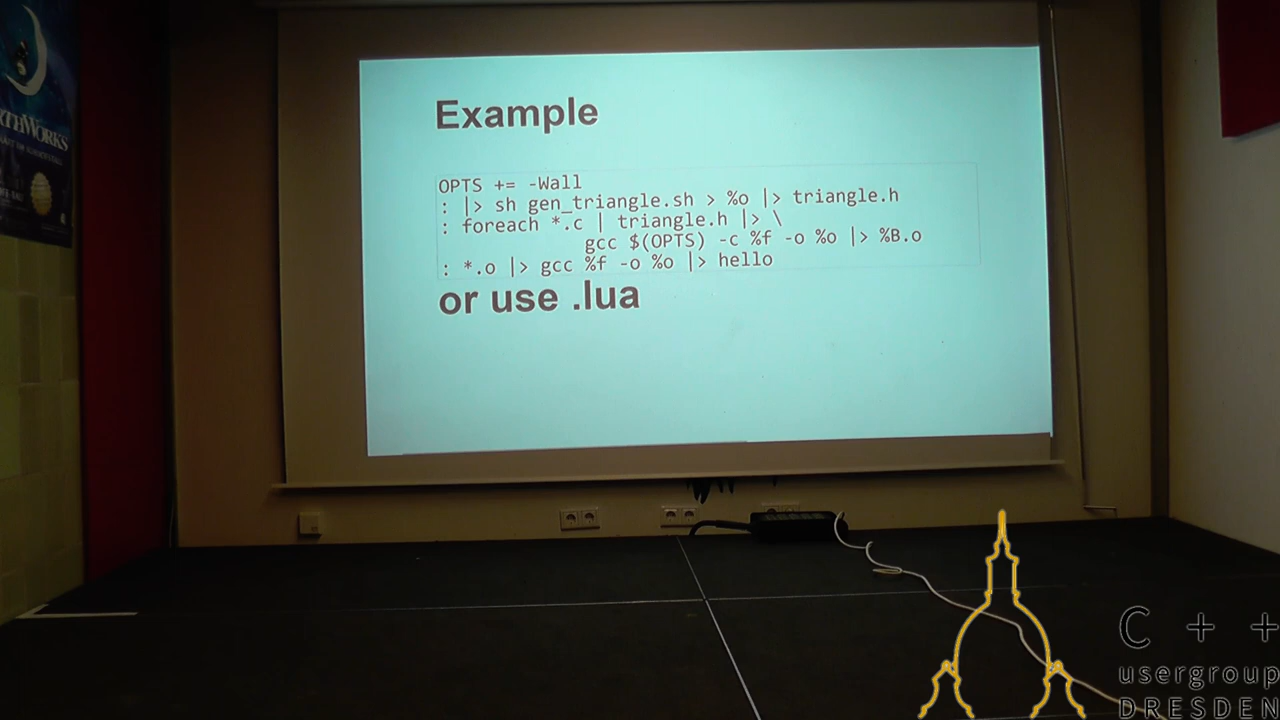 Example
OPTS += -Wall
: |> sh gen_triangle.sh > %o |> triangle.h
: foreach *.c | triangle.h |> \
gcc $(OPTS) -c %f -o %o |> %B.o
: *.o |> gcc %f -o %o |> hello
or use .lua
C + +
usergroup
DRESDEN